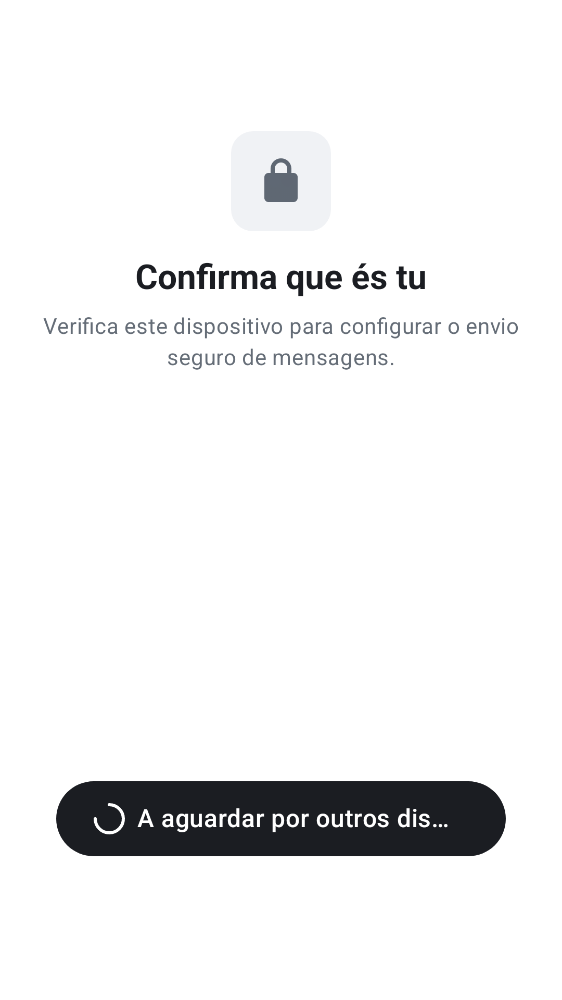 Confirma que és tu
Verifica este dispositivo para configurar o envio
seguro de mensagens.
A aguardar por outros dis…